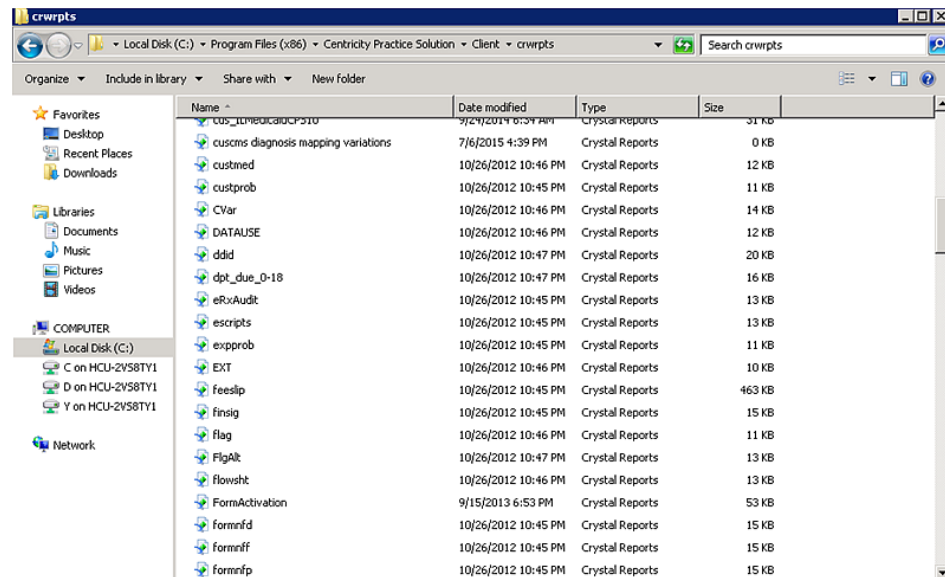 crwrpts
Local Disk (C:) Program Files (x86) Centricity Practice Solution Client crwrpts Search crwrpts
Organize Include in library Share with New folder
Favorites
Desktop
Recent Places
Downloads
Libraries
Documents
Music
Pictures
Videos
COMPUTER
Local Disk (C:)
C on HCU-2VS8TY1
D on HCU-2VS8TY1
Y on HCU-2VS8TY1
Network
Name Date modified Type Size
cus_ILMedicaidCP310 9/24/2014 6:54 AM Crystal Reports 31 KB
cuscms diagnosis mapping variations 7/6/2015 4:39 PM Crystal Reports 0 KB
custmed 10/26/2012 10:46 PM Crystal Reports 12 KB
custprob 10/26/2012 10:45 PM Crystal Reports 11 KB
CVar 10/26/2012 10:46 PM Crystal Reports 14 KB
DATAUSE 10/26/2012 10:46 PM Crystal Reports 12 KB
ddid 10/26/2012 10:47 PM Crystal Reports 20 KB
dpt_due_0-18 10/26/2012 10:47 PM Crystal Reports 16 KB
eRxAudit 10/26/2012 10:45 PM Crystal Reports 13 KB
escripts 10/26/2012 10:45 PM Crystal Reports 13 KB
expprob 10/26/2012 10:45 PM Crystal Reports 11 KB
EXT 10/26/2012 10:46 PM Crystal Reports 10 KB
feeslip 10/26/2012 10:45 PM Crystal Reports 463 KB
finsig 10/26/2012 10:45 PM Crystal Reports 15 KB
flag 10/26/2012 10:46 PM Crystal Reports 11 KB
FlgAlt 10/26/2012 10:47 PM Crystal Reports 13 KB
flowsht 10/26/2012 10:46 PM Crystal Reports 13 KB
FormActivation 9/15/2013 6:53 PM Crystal Reports 53 KB
formnfd 10/26/2012 10:45 PM Crystal Reports 15 KB
formnff 10/26/2012 10:45 PM Crystal Reports 15 KB
formnfp 10/26/2012 10:45 PM Crystal Reports 15 KB